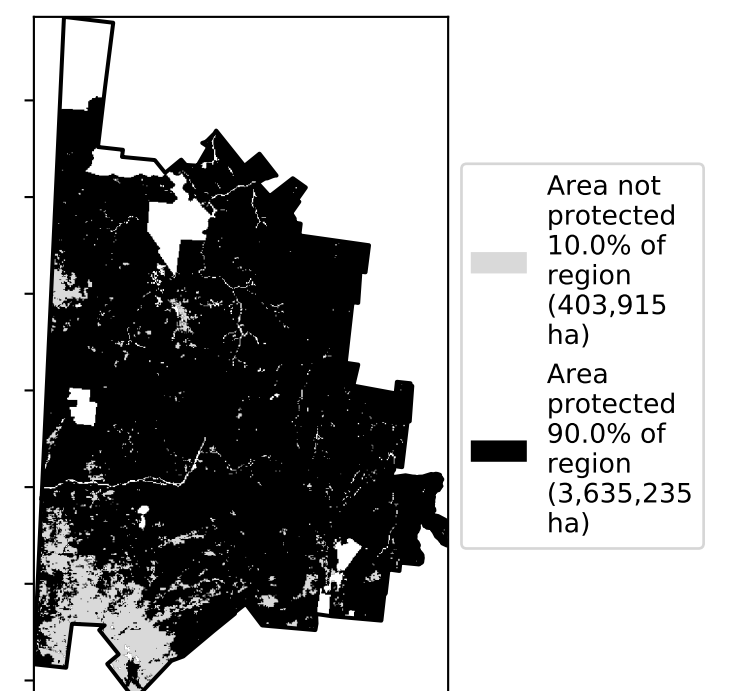 Area not
protected
10.0% of
region
(403,915
ha)
Area
protected
90.0% of
region
(3,635,235
ha)